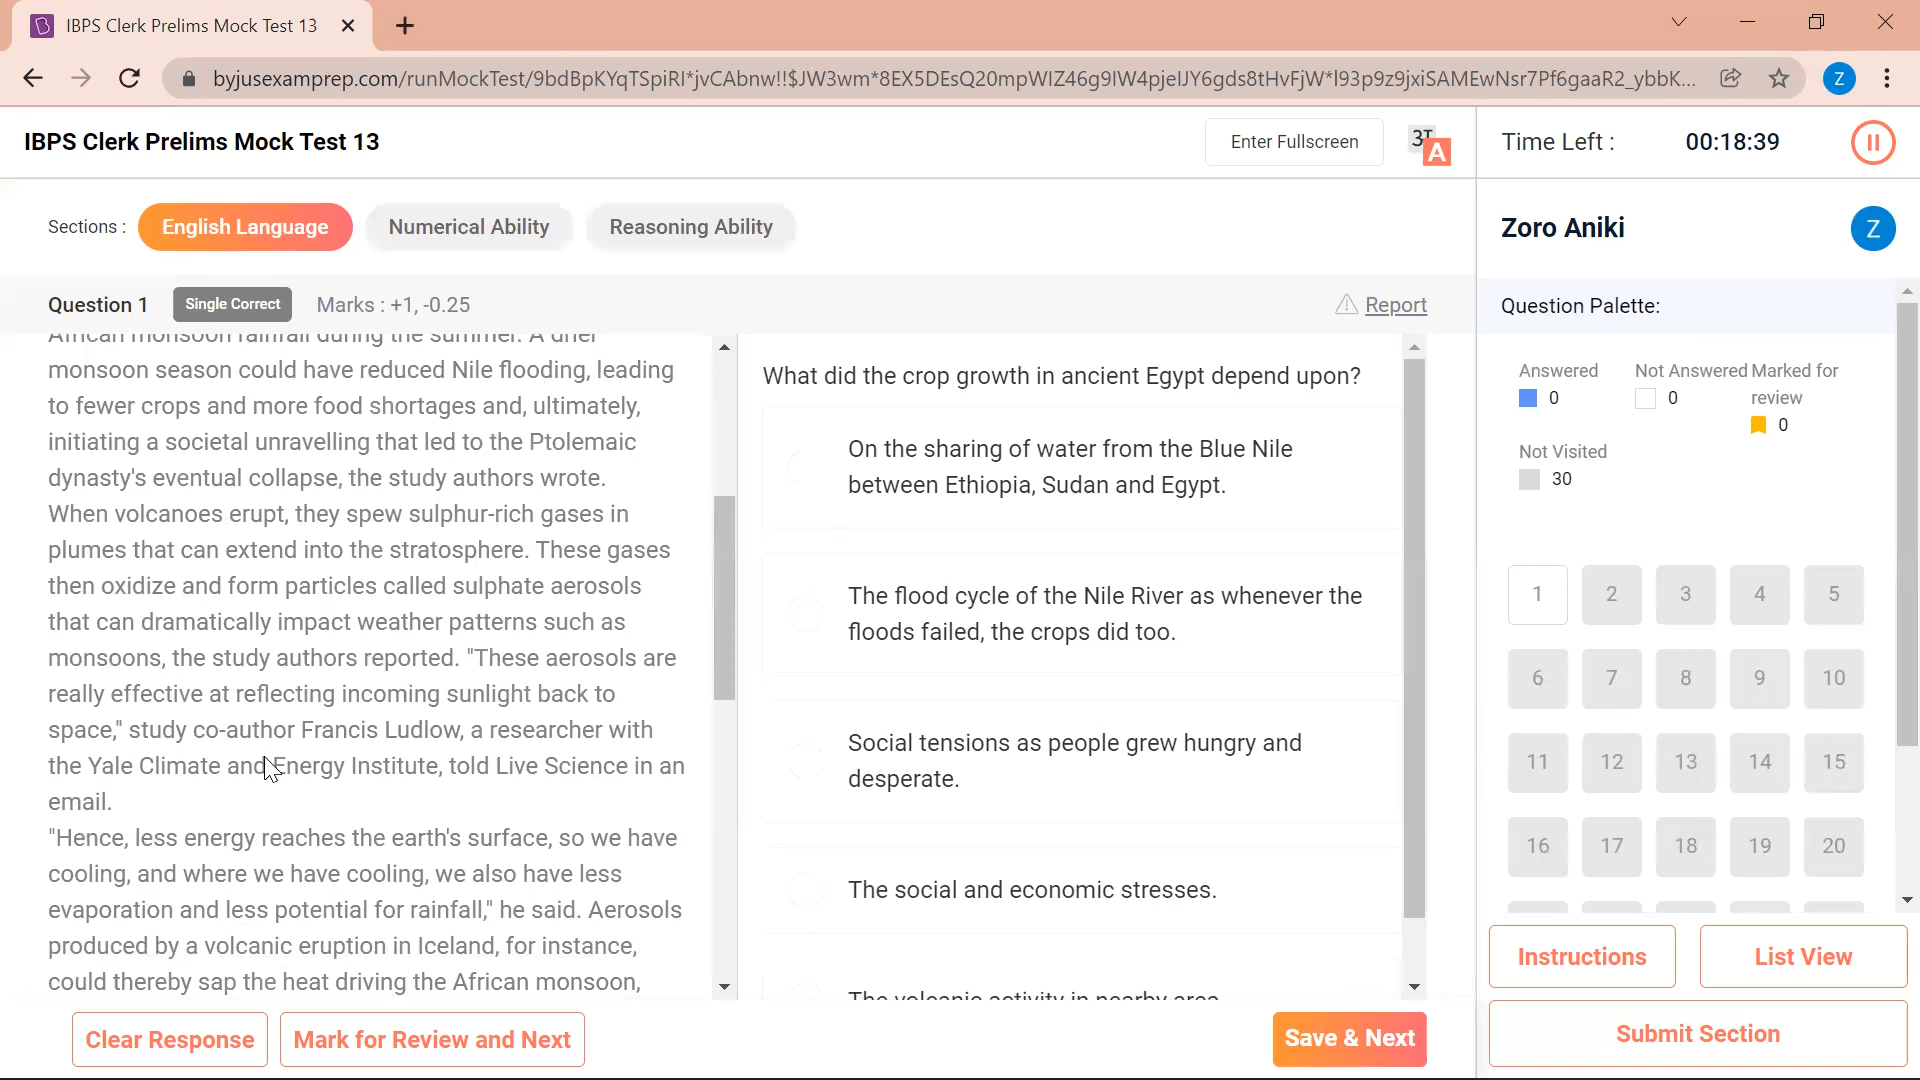 IBPS Clerk Prelims Mock Test 13
byjusexamprep.com/runMockTest/9bdBpKYqTSpiRI*jvCAbnw!!$JW3wm*8EX5DEsQ20mpWIZ46g9IW4pjeIJY6gds8tHvFjW*I93p9z9jxiSAMEwNsr7Pf6gaaR2_ybbK...
Z
IBPS Clerk Prelims Mock Test 13
Enter Fullscreen
A
Time Left :
00:18:39
Sections :
English Language
Numerical Ability
Reasoning Ability
Zoro Aniki
Z
Question 1
Single Correct
Marks : +1, -0.25
Report
Question Palette:
African monsoon rainfall during the summer. A drier
monsoon season could have reduced Nile flooding, leading
to fewer crops and more food shortages and, ultimately,
initiating a societal unravelling that led to the Ptolemaic
dynasty's eventual collapse, the study authors wrote.
When volcanoes erupt, they spew sulphur-rich gases in
plumes that can extend into the stratosphere. These gases
then oxidize and form particles called sulphate aerosols
that can dramatically impact weather patterns such as
monsoons, the study authors reported. "These aerosols are
really effective at reflecting incoming sunlight back to
space," study co-author Francis Ludlow, a researcher with
the Yale Climate and Energy Institute, told Live Science in an
email.
"Hence, less energy reaches the earth's surface, so we have
cooling, and where we have cooling, we also have less
evaporation and less potential for rainfall," he said. Aerosols
produced by a volcanic eruption in Iceland, for instance,
could thereby sap the heat driving the African monsoon,
What did the crop growth in ancient Egypt depend upon?
On the sharing of water from the Blue Nile
between Ethiopia, Sudan and Egypt.
The flood cycle of the Nile River as whenever the
floods failed, the crops did too.
Social tensions as people grew hungry and
desperate.
The social and economic stresses.
The volcanic activity in nearby area
Answered
0
Not Answered
0
Marked for
review
0
Not Visited
30
1 2 3 4 5
6 7 8 9 10
11 12 13 14 15
16 17 18 19 20
Instructions
List View
Clear Response
Mark for Review and Next
Save & Next
Submit Section